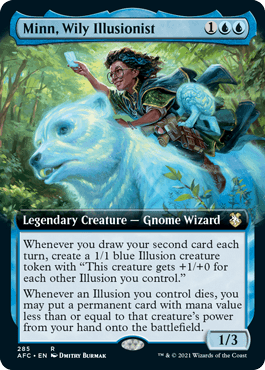 Minn, Wily Illusionist 1
Legendary Creature — Gnome Wizard
Whenever you draw your second card each
turn, create a 1/1 blue Illusion creature
token with “This creature gets +1/+0 for
each other Illusion you control.”
Whenever an Illusion you control dies, you
may put a permanent card with mana value
less than or equal to that creature’s power
from your hand onto the battlefield.
1/3
285 R
AFC • EN DMITRY BURMAK ™ & © 2021 Wizards of the Coast